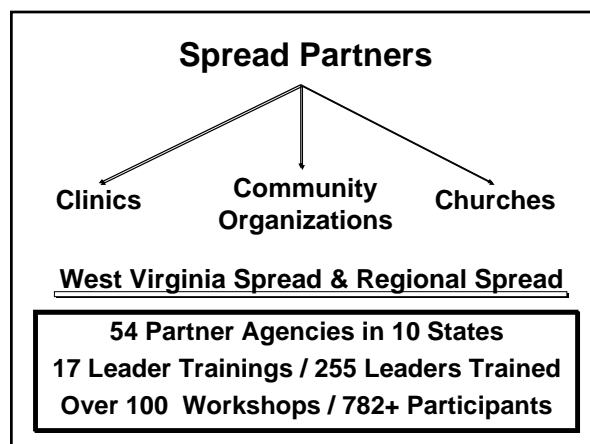 Spread Partners
Clinics
Community
Organizations
Churches
West Virginia Spread & Regional Spread
54 Partner Agencies in 10 States
17 Leader Trainings / 255 Leaders Trained
Over 100 Workshops / 782+ Participants